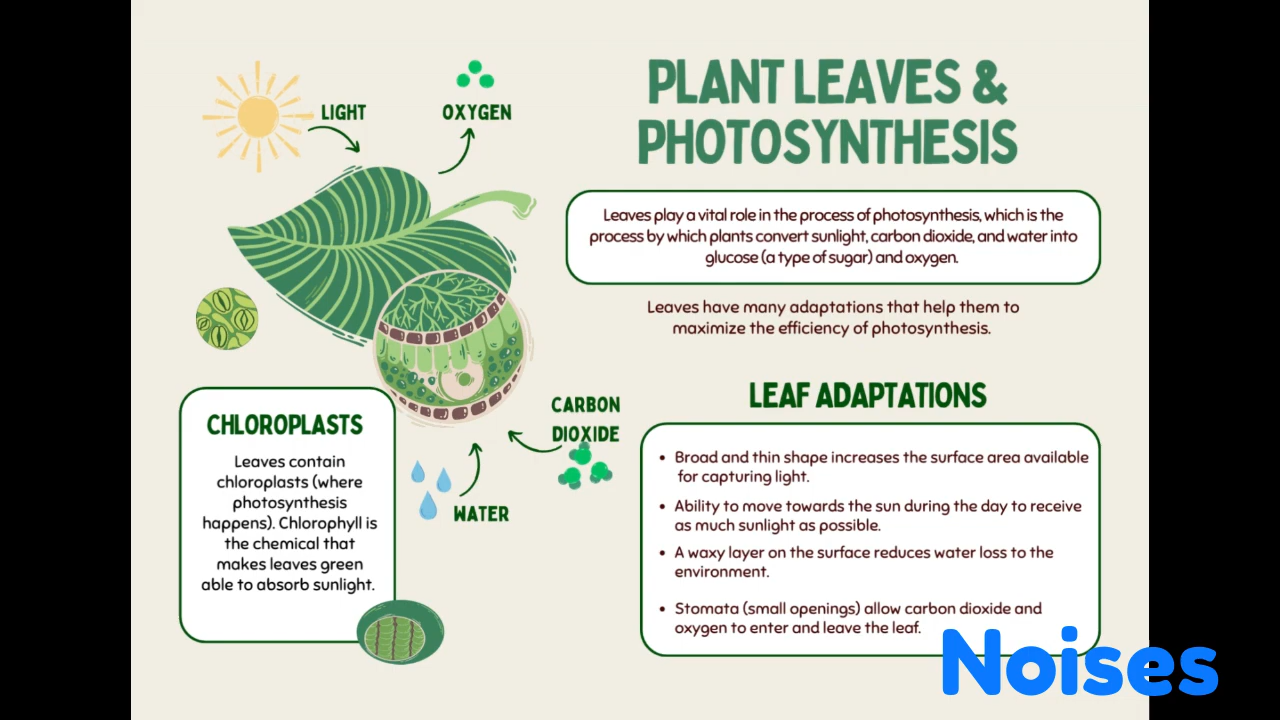 PLANT LEAVES &
PHOTOSYNTHESIS
LIGHT
OXYGEN
Leaves play a vital role in the process of photosynthesis, which is the
process by which plants convert sunlight, carbon dioxide, and water into
glucose (a type of sugar) and oxygen.
Leaves have many adaptations that help them to
maximize the efficiency of photosynthesis.
CHLOROPLASTS
Leaves contain
chloroplasts (where
photosynthesis
happens). Chlorophyll is
the chemical that
makes leaves green
able to absorb sunlight.
CARBON
DIOXIDE
WATER
LEAF ADAPTATIONS
• Broad and thin shape increases the surface area available
for capturing light.
• Ability to move towards the sun during the day to receive
as much sunlight as possible.
• A waxy layer on the surface reduces water loss to the
environment.
• Stomata (small openings) allow carbon dioxide and
oxygen to enter and leave the leaf.
Noises